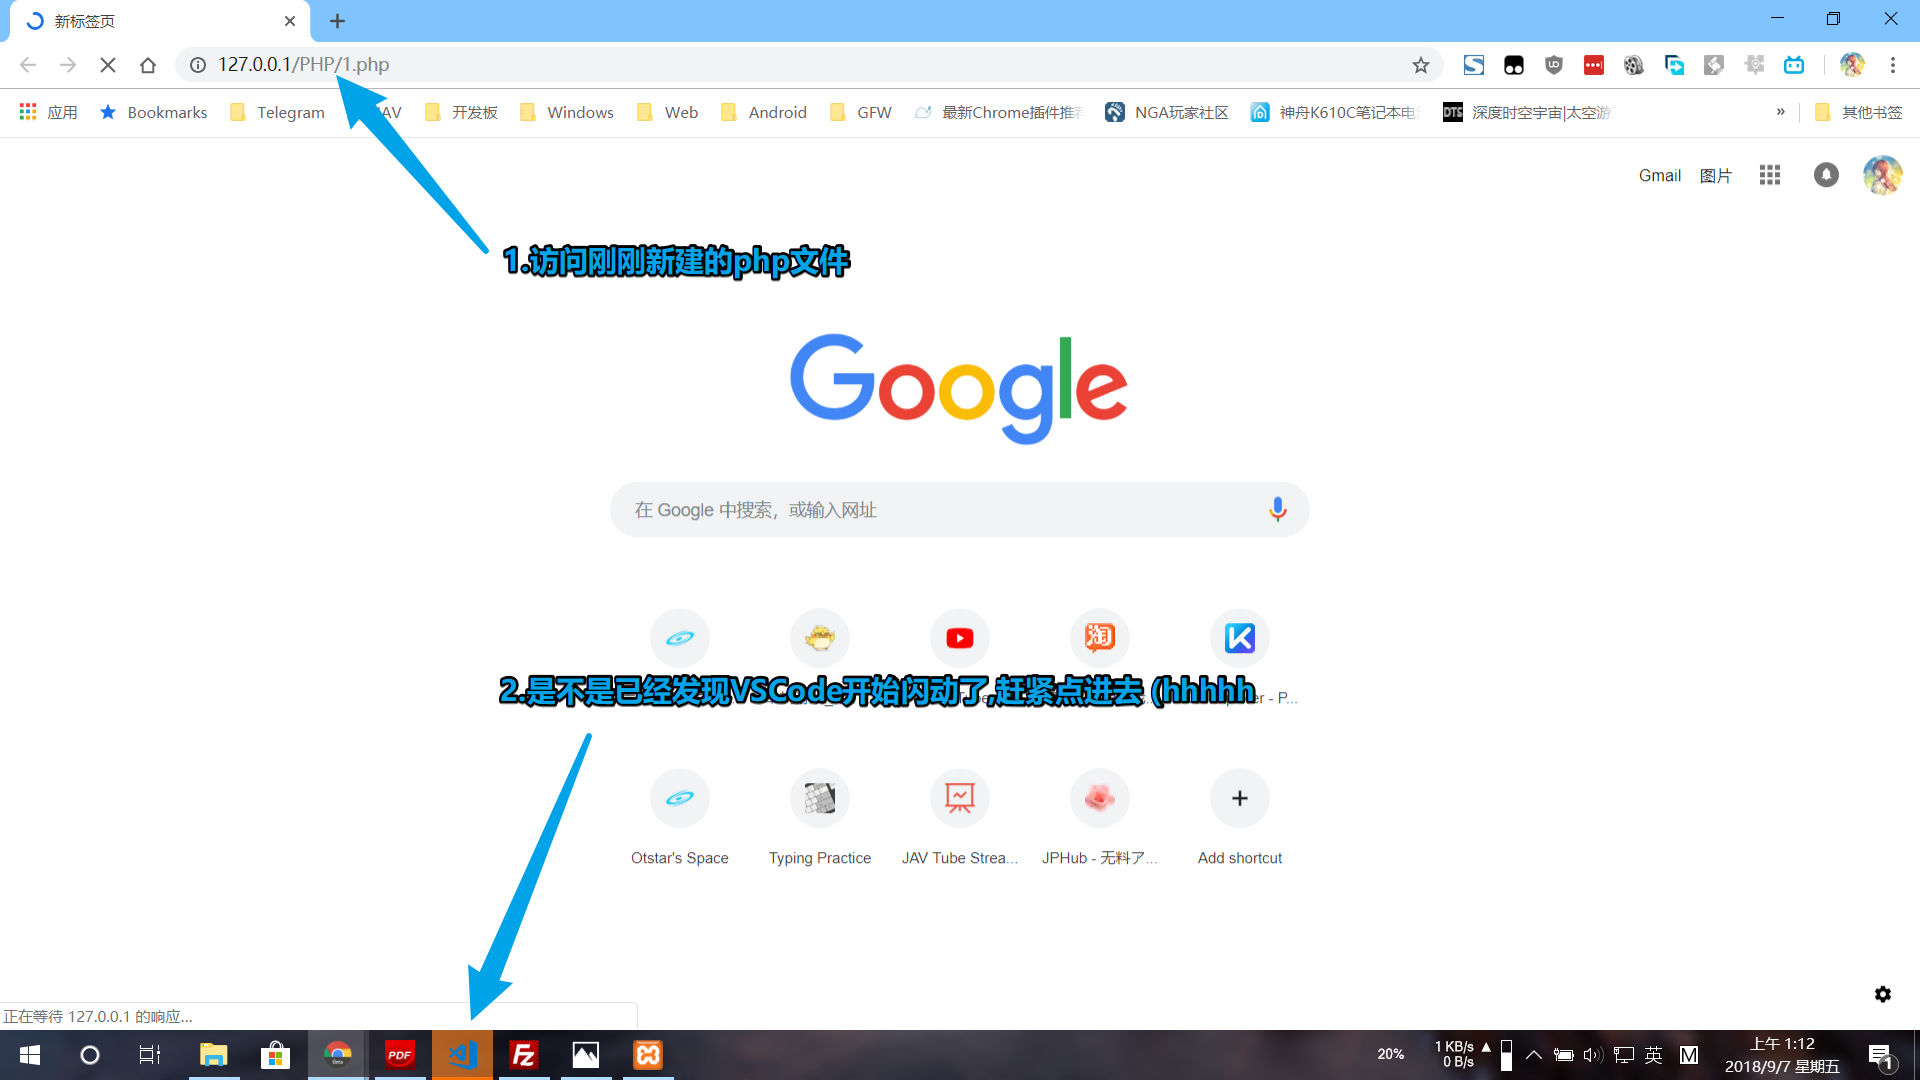 新标签页
127.0.0.1/PHP/1.php
应用 Bookmarks Telegram AV 开发板 Windows Web Android GFW 最新Chrome插件推荐 NGA玩家社区 神舟K610C笔记本电 DTS 深度时空宇宙|太空游 » 其他书签
Gmail 图片
1.访问刚刚新建的php文件
Google
在 Google 中搜索，或输入网址
2.是不是已经发现VSCode开始闪动了,赶紧点进去 (hhhhh
- P...
Otstar's Space Typing Practice JAV Tube Strea... JPHub - 无料ア... Add shortcut
正在等待 127.0.0.1 的响应...
PDF
20%
1 KB/s
0 B/s
英
M
上午 1:12
2018/9/7 星期五
1